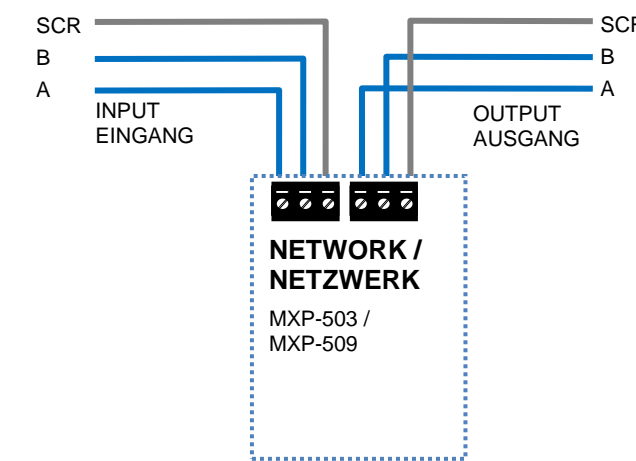 SCR
B
A
INPUT
EINGANG
SCR
B
A
OUTPUT
AUSGANG
NETWORK /
NETZWERK
MXP-503 /
MXP-509